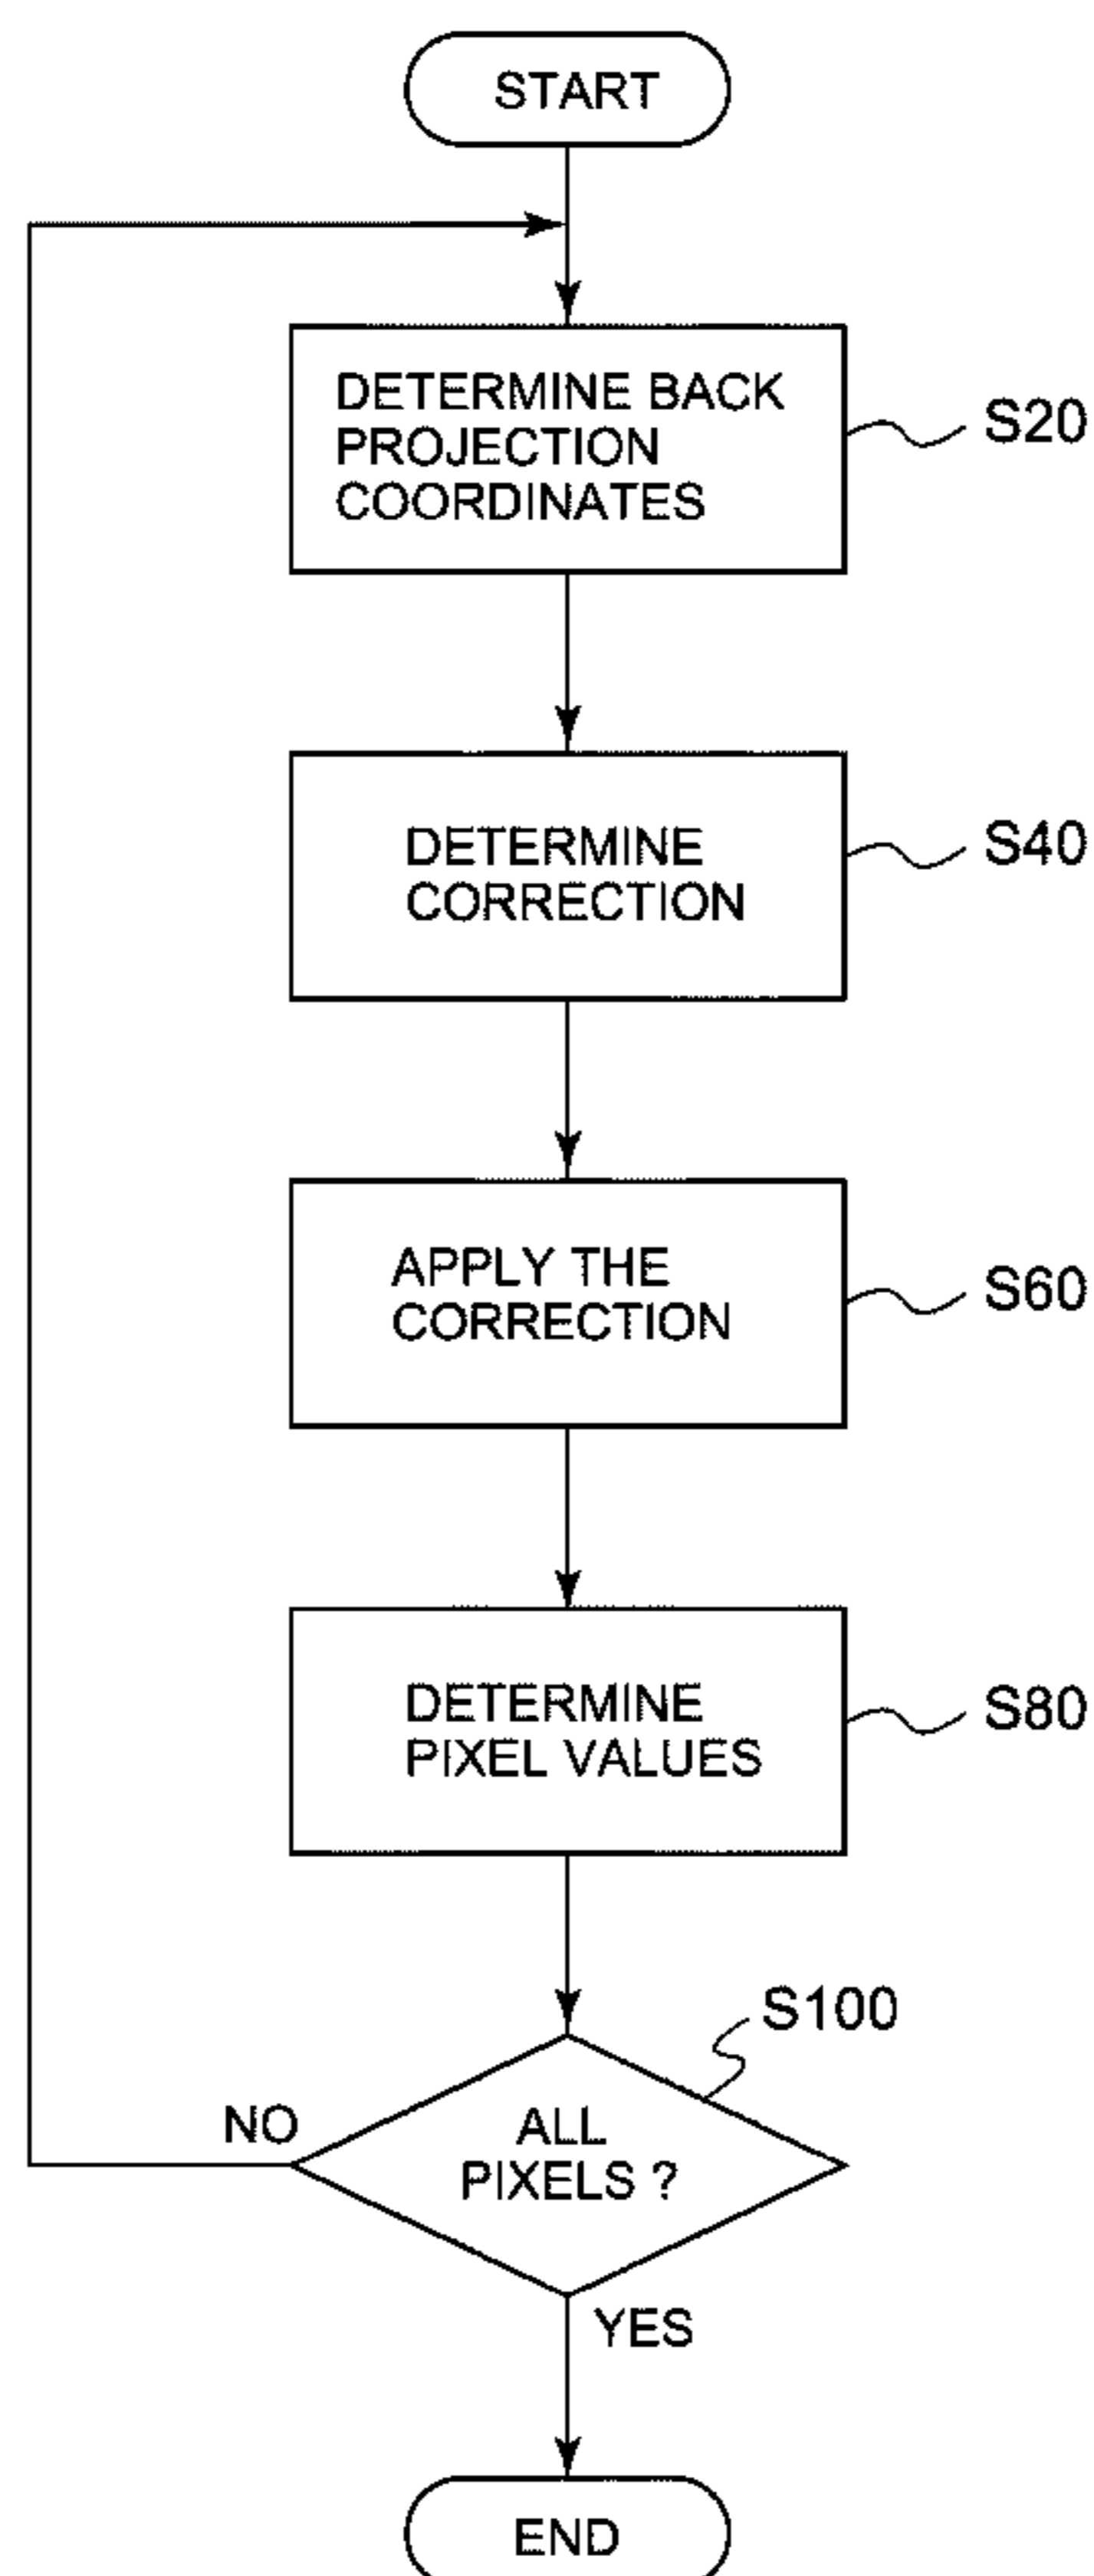 START
DETERMINE BACK
PROJECTION
COORDINATES
S20
DETERMINE
CORRECTION
S40
APPLY THE
CORRECTION
S60
DETERMINE
PIXEL VALUES
S80
S100
ALL
PIXELS ?
NO
YES
END